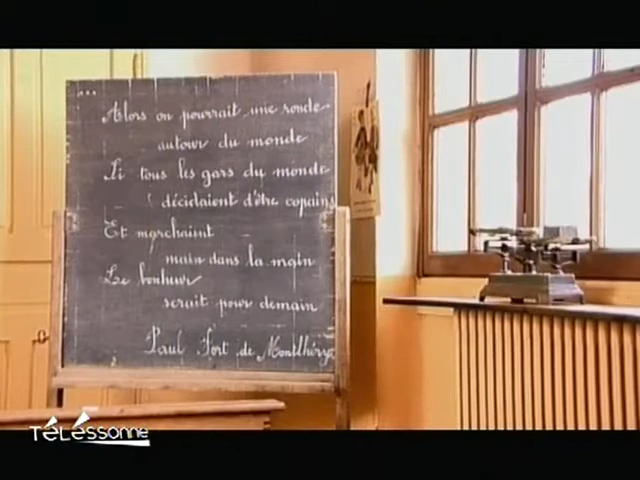 ...
Alors on pourrait une ronde
autour du monde
Si tous les gars du monde
décidaient d'être copains
Et marchaint
main dans la main
Le bonheur
serait pour demain
Paul Fort de Montlhéry
TéLéSSonne